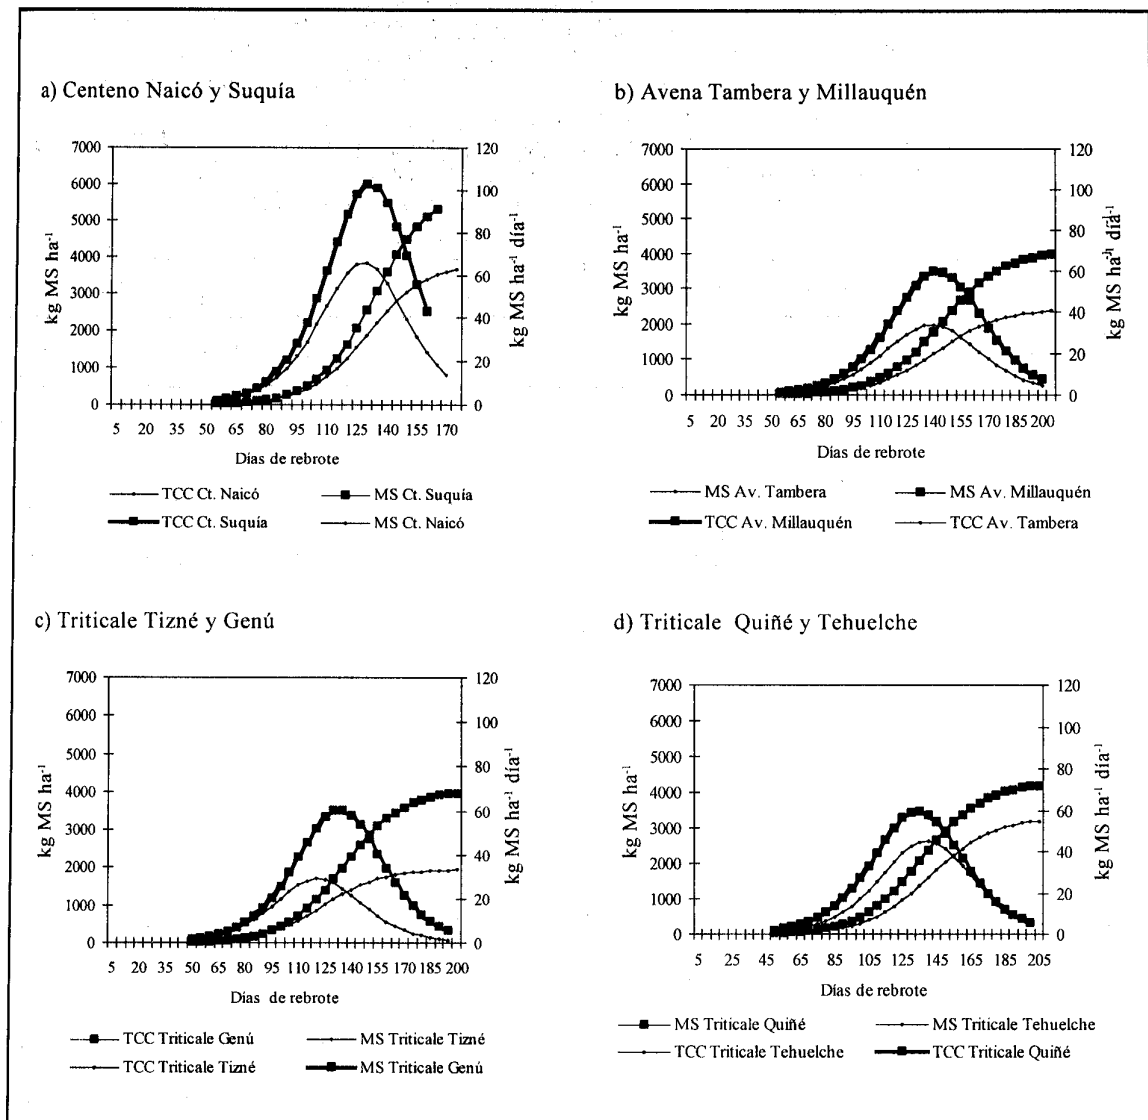 a) Centeno Naicó y Suquía
7000
6000
5000
4000
3000
2000
1000
0
kg MS ha-1
120
100
80
60
40
20
0
kg MS ha-1 día-1
5 20 35 50 65 80 95 110 125 140 155 170
Días de rebrote
TCC Ct. Naicó MS Ct. Suquía
TCC Ct. Suquía MS Ct. Naicó
b) Avena Tambera y Millauquén
7000
6000
5000
4000
3000
2000
1000
0
kg MS ha-1
120
100
80
60
40
20
0
kg MS ha-1 día-1
5 20 35 50 65 80 95 110 125 140 155 170 185 200
Días de rebrote
MS Av. Tambera MS Av. Millauquén
TCC Av. Millauquén TCC Av. Tambera
c) Triticale Tizné y Genú
7000
6000
5000
4000
3000
2000
1000
0
kg MS ha-1
120
100
80
60
40
20
0
kg MS ha-1 día-1
5 20 35 50 65 80 95 110 125 140 155 170 185 200
Días de rebrote
TCC Triticale Genú MS Triticale Tizné
TCC Triticale Tizné MS Triticale Genú
d) Triticale Quiñé y Tehuelche
7000
6000
5000
4000
3000
2000
1000
0
kg MS ha-1
120
100
80
60
40
20
0
kg MS ha-1 día-1
5 25 45 65 85 105 125 145 165 185 205
Días de rebrote
MS Triticale Quiñé MS Triticale Tehuelche
TCC Triticale Tehuelche TCC Triticale Quiñé